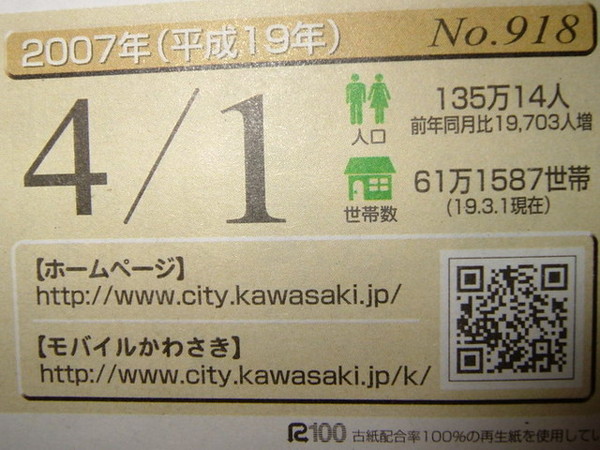 2007年(平成19年) No.918
4/1
人口
135万14人
前年同月比19,703人増
世帯数
61万1587世帯
(19.3.1現在)
【ホームページ】
http://www.city.kawasaki.jp/
【モバイルかわさき】
http://www.city.kawasaki.jp/k/
R100 古紙配合率100%の再生紙を使用してい